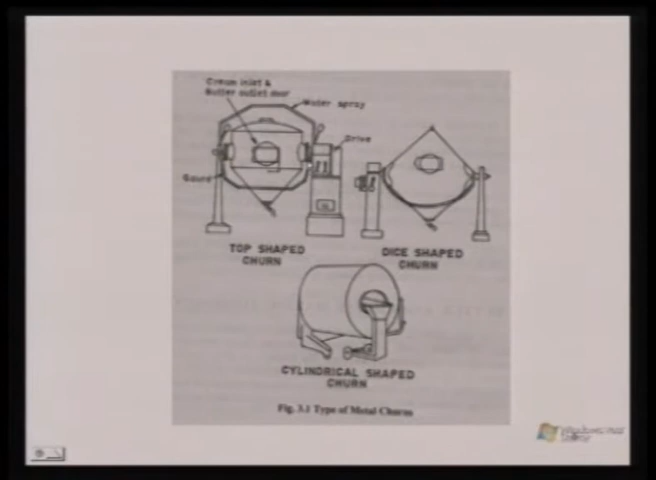 Cream inlet &
Butter outlet door
Water spray
Drive
TOP SHAPED
CHURN
DICE SHAPED
CHURN
CYLINDRICAL SHAPED
CHURN
Fig. 3.1 Type of Metal Churns